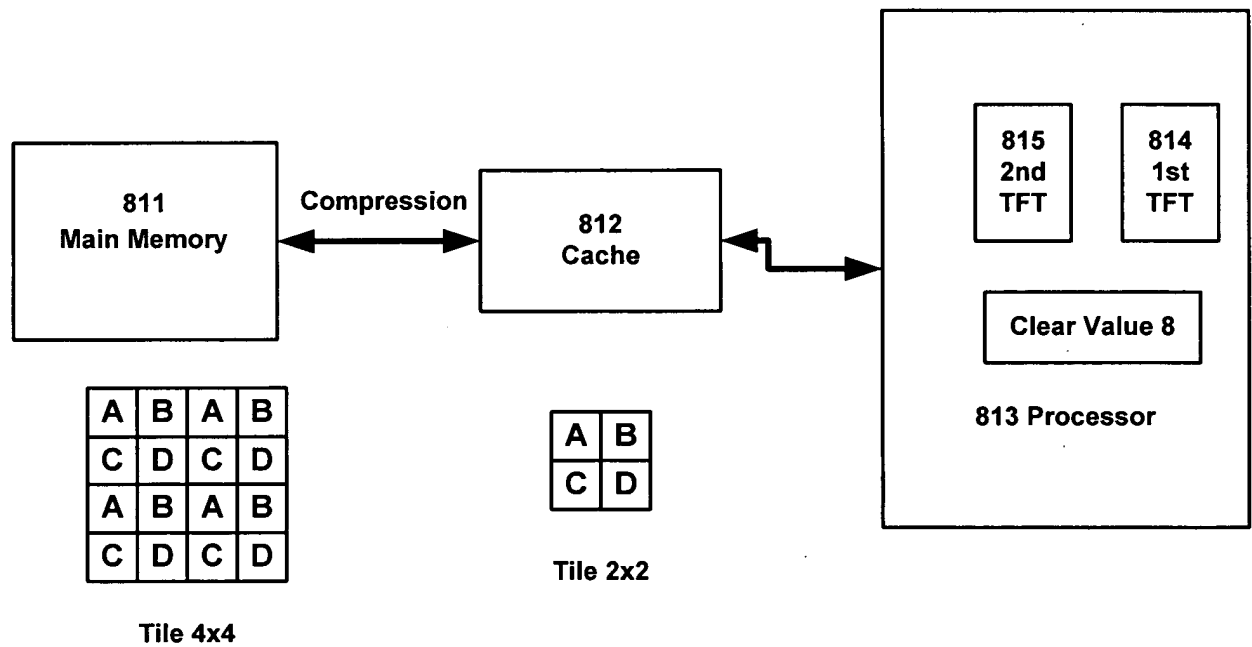 811
Main Memory
Compression
812
Cache
815
2nd
TFT
814
1st
TFT
Clear Value 8
813 Processor
A B A B
C D C D
A B A B
C D C D
Tile 4x4
A B
C D
Tile 2x2